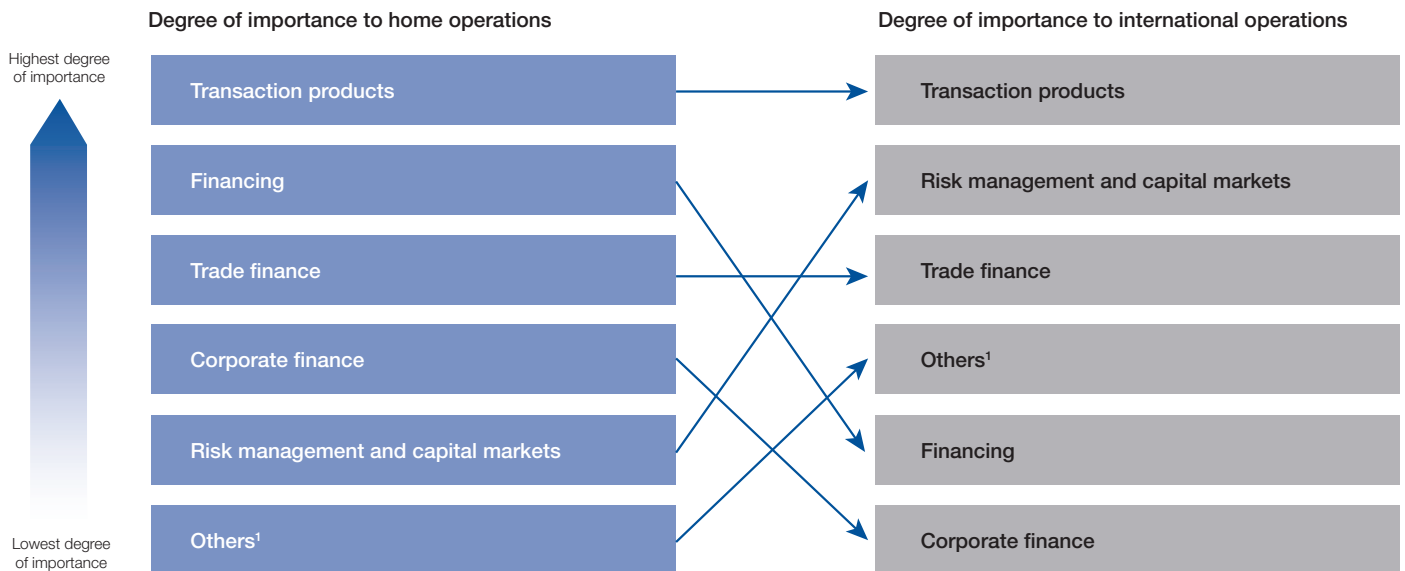 Degree of importance to home operations
Degree of importance to international operations
Highest degree
of importance
Transaction products
Transaction products
Financing
Risk management and capital markets
Trade finance
Trade finance
Corporate finance
Others¹
Risk management and capital markets
Financing
Others¹
Corporate finance
Lowest degree
of importance